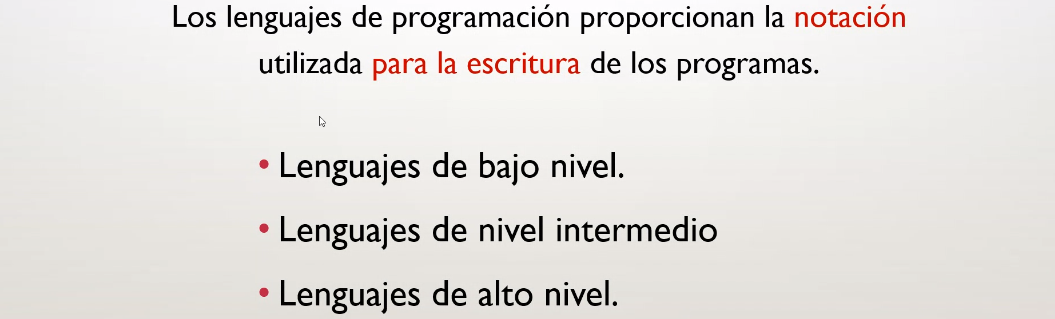 Los lenguajes de programación proporcionan la notación
utilizada para la escritura de los programas.
• Lenguajes de bajo nivel.
• Lenguajes de nivel intermedio
• Lenguajes de alto nivel.